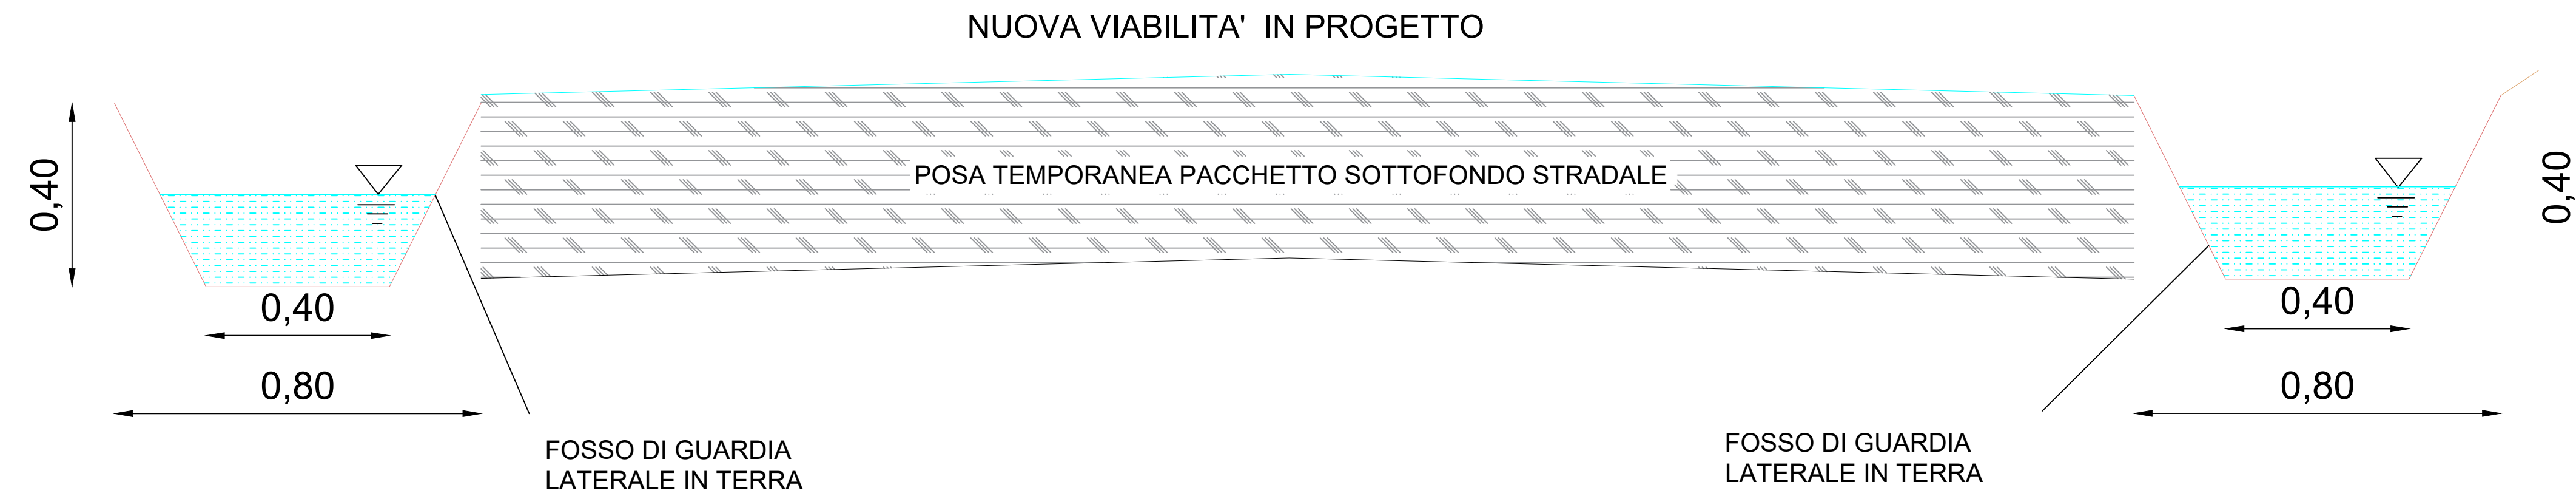 NUOVA VIABILITA'  IN PROGETTO
POSA TEMPORANEA PACCHETTO SOTTOFONDO STRADALE
0,40
0,40
0,80
FOSSO DI GUARDIA
LATERALE IN TERRA
0,40
0,40
0,80
FOSSO DI GUARDIA
LATERALE IN TERRA